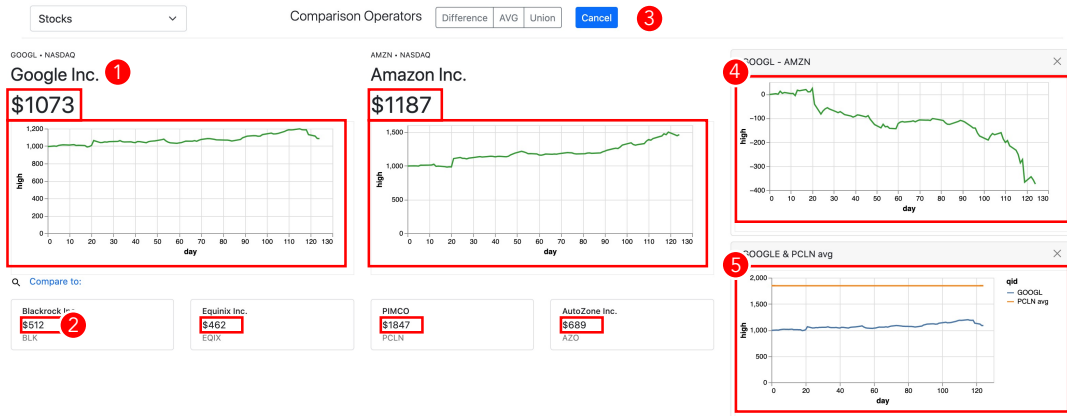 Stocks
Comparison Operators Difference AVG Union Cancel 3
GOOGL • NASDAQ
Google Inc. 1
$1073
1,200
1,000
800
600
400
200
0
high
0 10 20 30 40 50 60 70 80 90 100 110 120 130
day
AMZN • NASDAQ
Amazon Inc.
$1187
1,500
1,000
500
0
high
0 10 20 30 40 50 60 70 80 90 100 110 120 130
day
Compare to:
Blackrock Inc.
$512 2
BLK
Equinix Inc.
$462
EQIX
PIMCO
$1847
PCLN
AutoZone Inc.
$689
AZO
4
GOOGL - AMZN
0
−100
−200
−300
−400
high
0 10 20 30 40 50 60 70 80 90 100 110 120 130
day
5
GOOGLE & PCLN avg
2,000
1,500
1,000
500
0
high
0 20 40 60 80 100 120
day
qid
GOOGL
PCLN avg